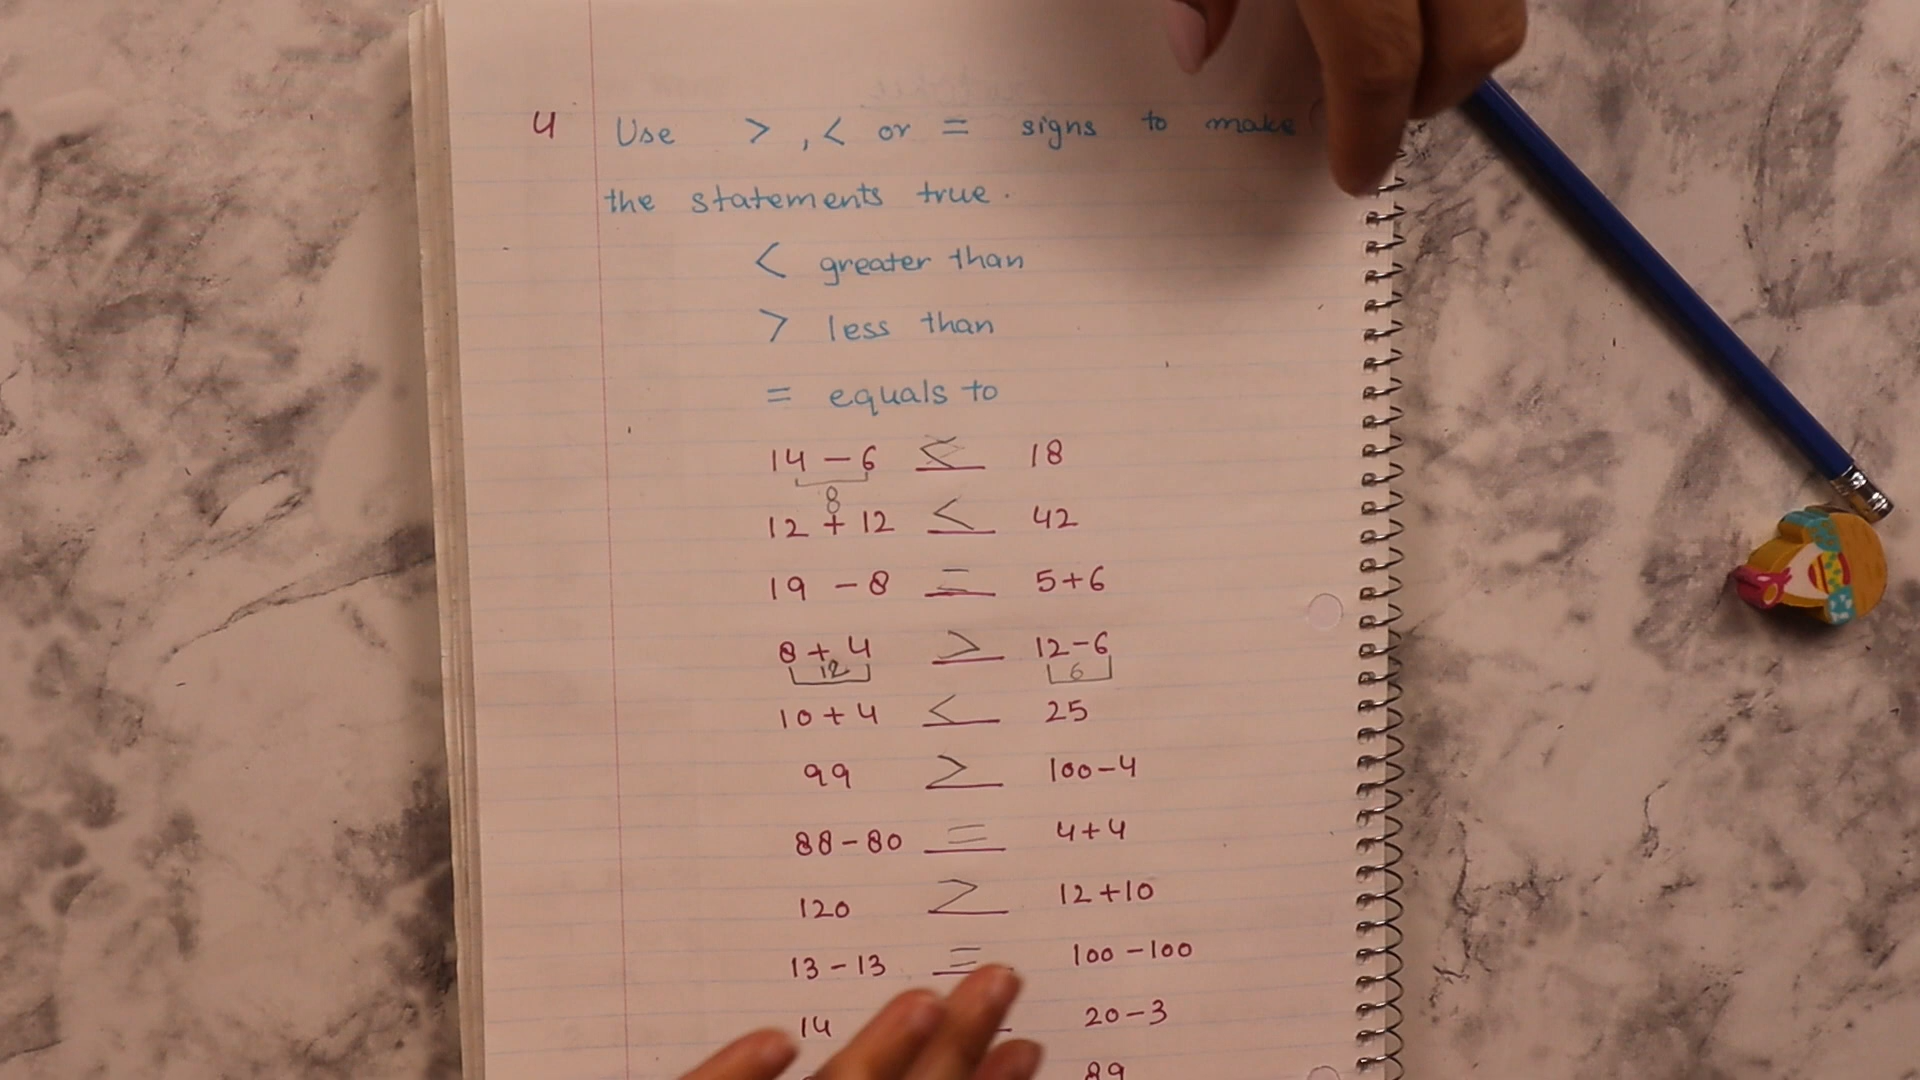 4 Use > , < or = signs to make
the statements true.
< greater than
> less than
= equals to
14 - 6 < 18
8
12 + 12 < 42
19 - 8 = 5+6
8 + 4 > 12-6
12 6
10 + 4 < 25
99 > 100-4
88-80 = 4+4
120 > 12+10
13-13 = 100-100
14 20-3
89